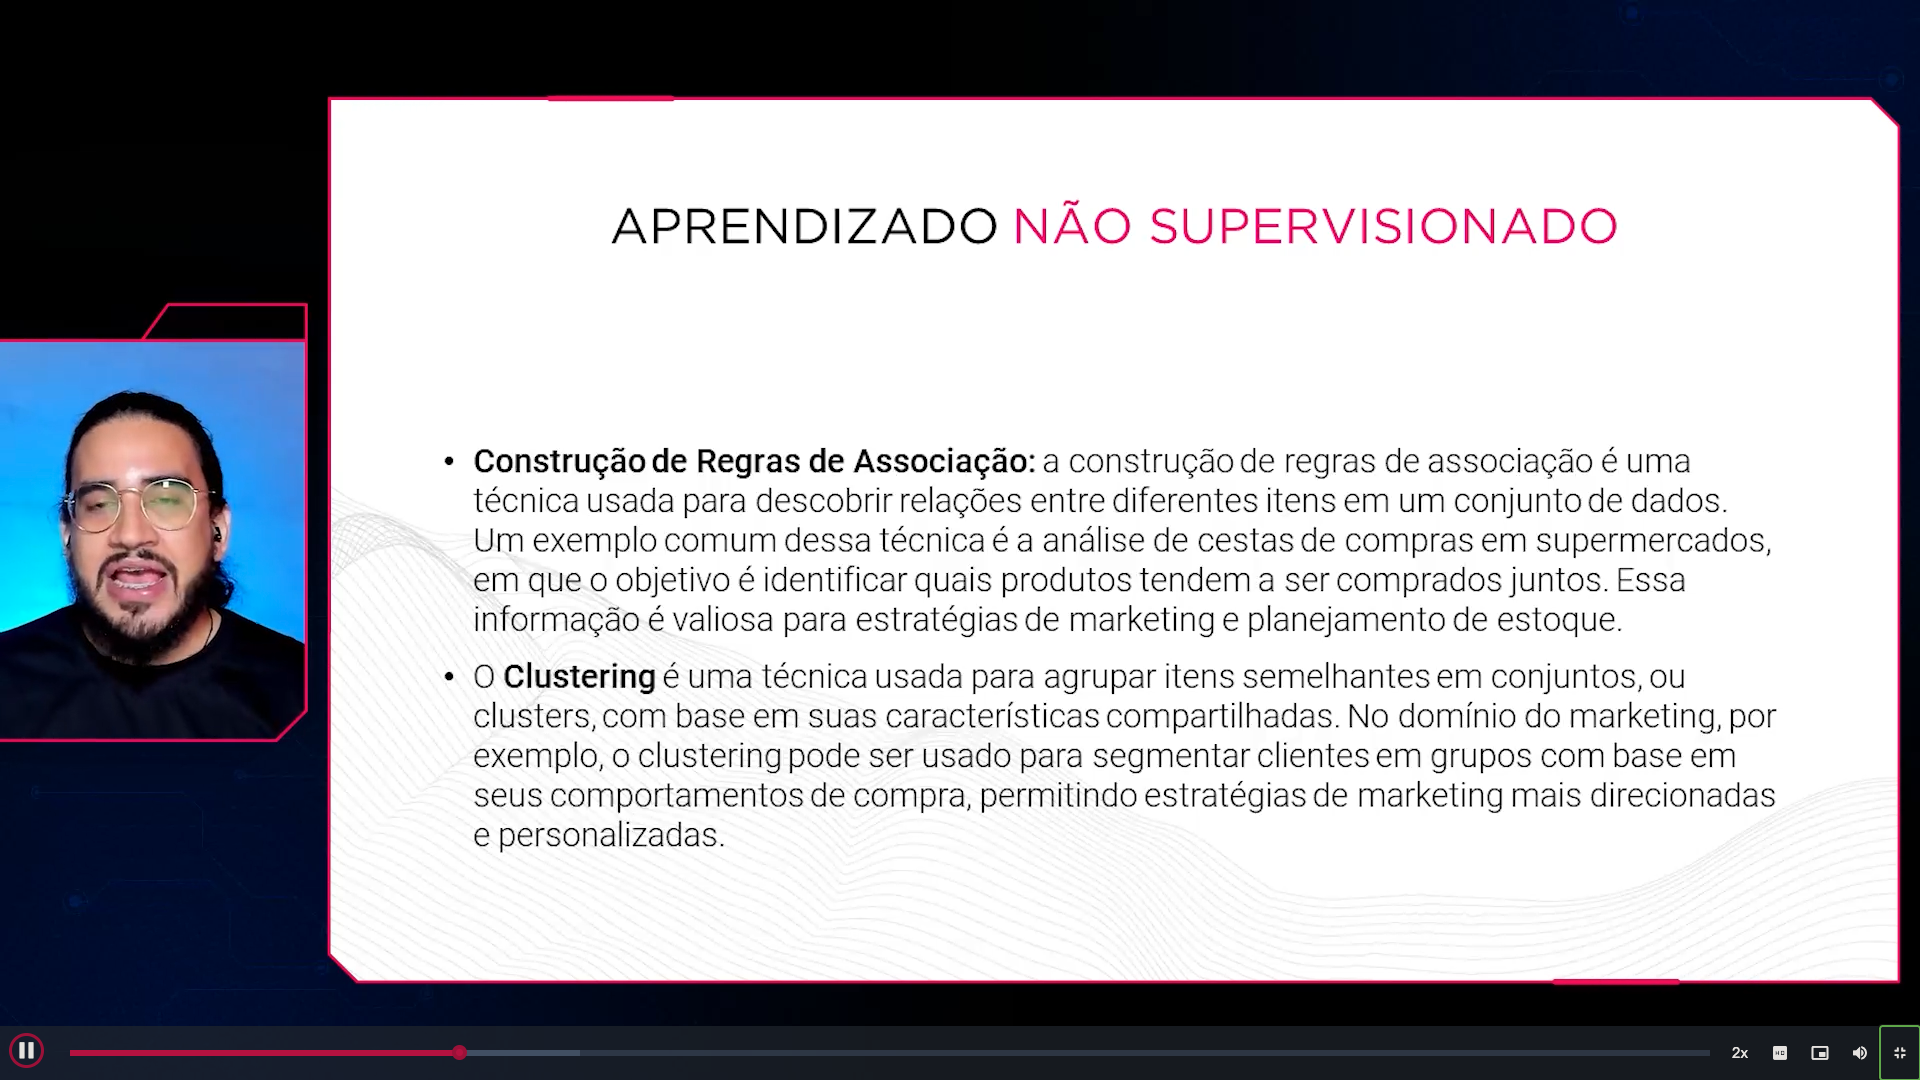 APRENDIZADO NÃO SUPERVISIONADO
• Construção de Regras de Associação: a construção de regras de associação é uma
técnica usada para descobrir relações entre diferentes itens em um conjunto de dados.
Um exemplo comum dessa técnica é a análise de cestas de compras em supermercados,
em que o objetivo é identificar quais produtos tendem a ser comprados juntos. Essa
informação é valiosa para estratégias de marketing e planejamento de estoque.
• O Clustering é uma técnica usada para agrupar itens semelhantes em conjuntos, ou
clusters, com base em suas características compartilhadas. No domínio do marketing, por
exemplo, o clustering pode ser usado para segmentar clientes em grupos com base em
seus comportamentos de compra, permitindo estratégias de marketing mais direcionadas
e personalizadas.
2x HD